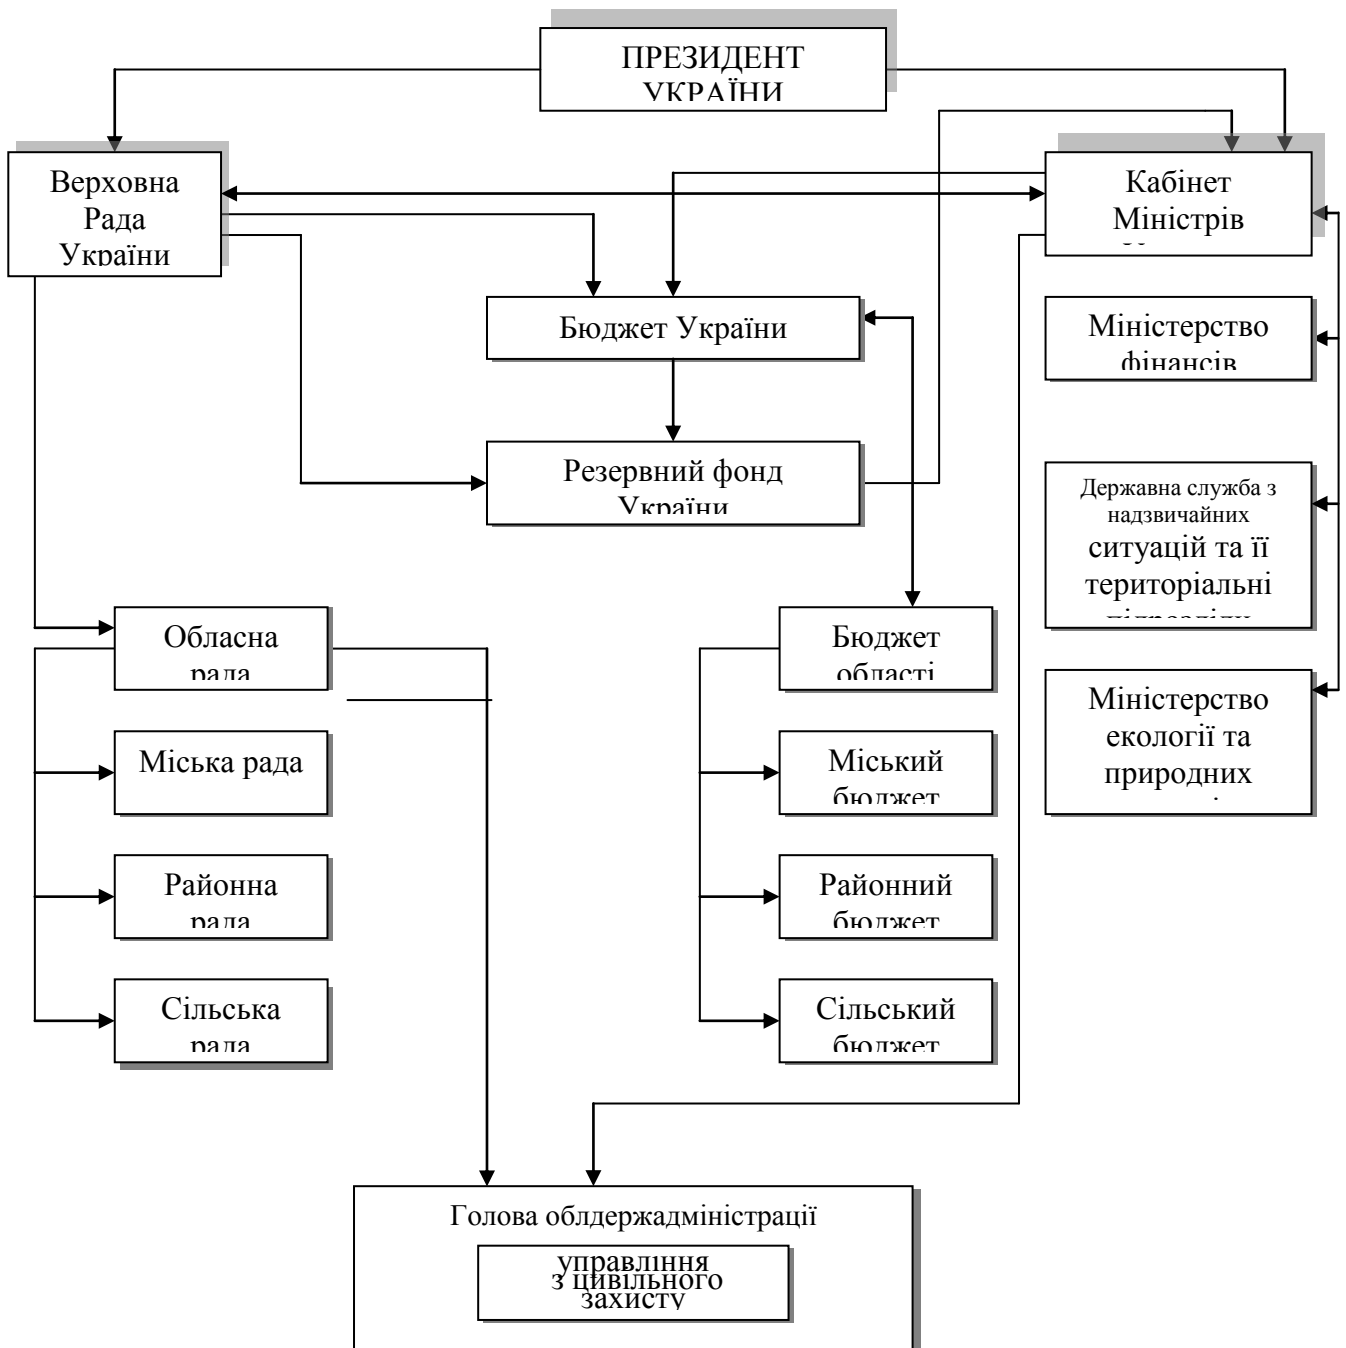 ПРЕЗИДЕНТ
УКРАЇНИ
Верховна
Рада
України
Кабінет
Міністрів
Бюджет України
Міністерство
фінансів
Резервний фонд
України
Державна служба з
надзвичайних
ситуацій та її
територіальні
підрозділи
Обласна
рада
Бюджет
області
Міністерство
екології та
природних
Міська рада
Міський
бюджет
Районна
рада
Районний
бюджет
Сільська
рада
Сільський
бюджет
Голова облдержадміністрації
управління
з цивільного
захисту